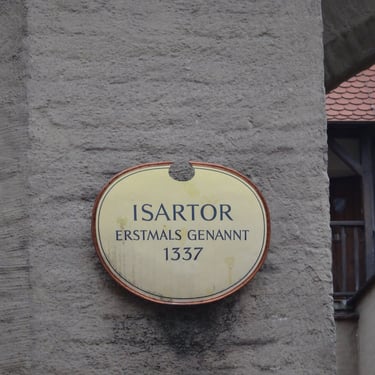 ISARTOR
ERSTMALS GENANNT
1337